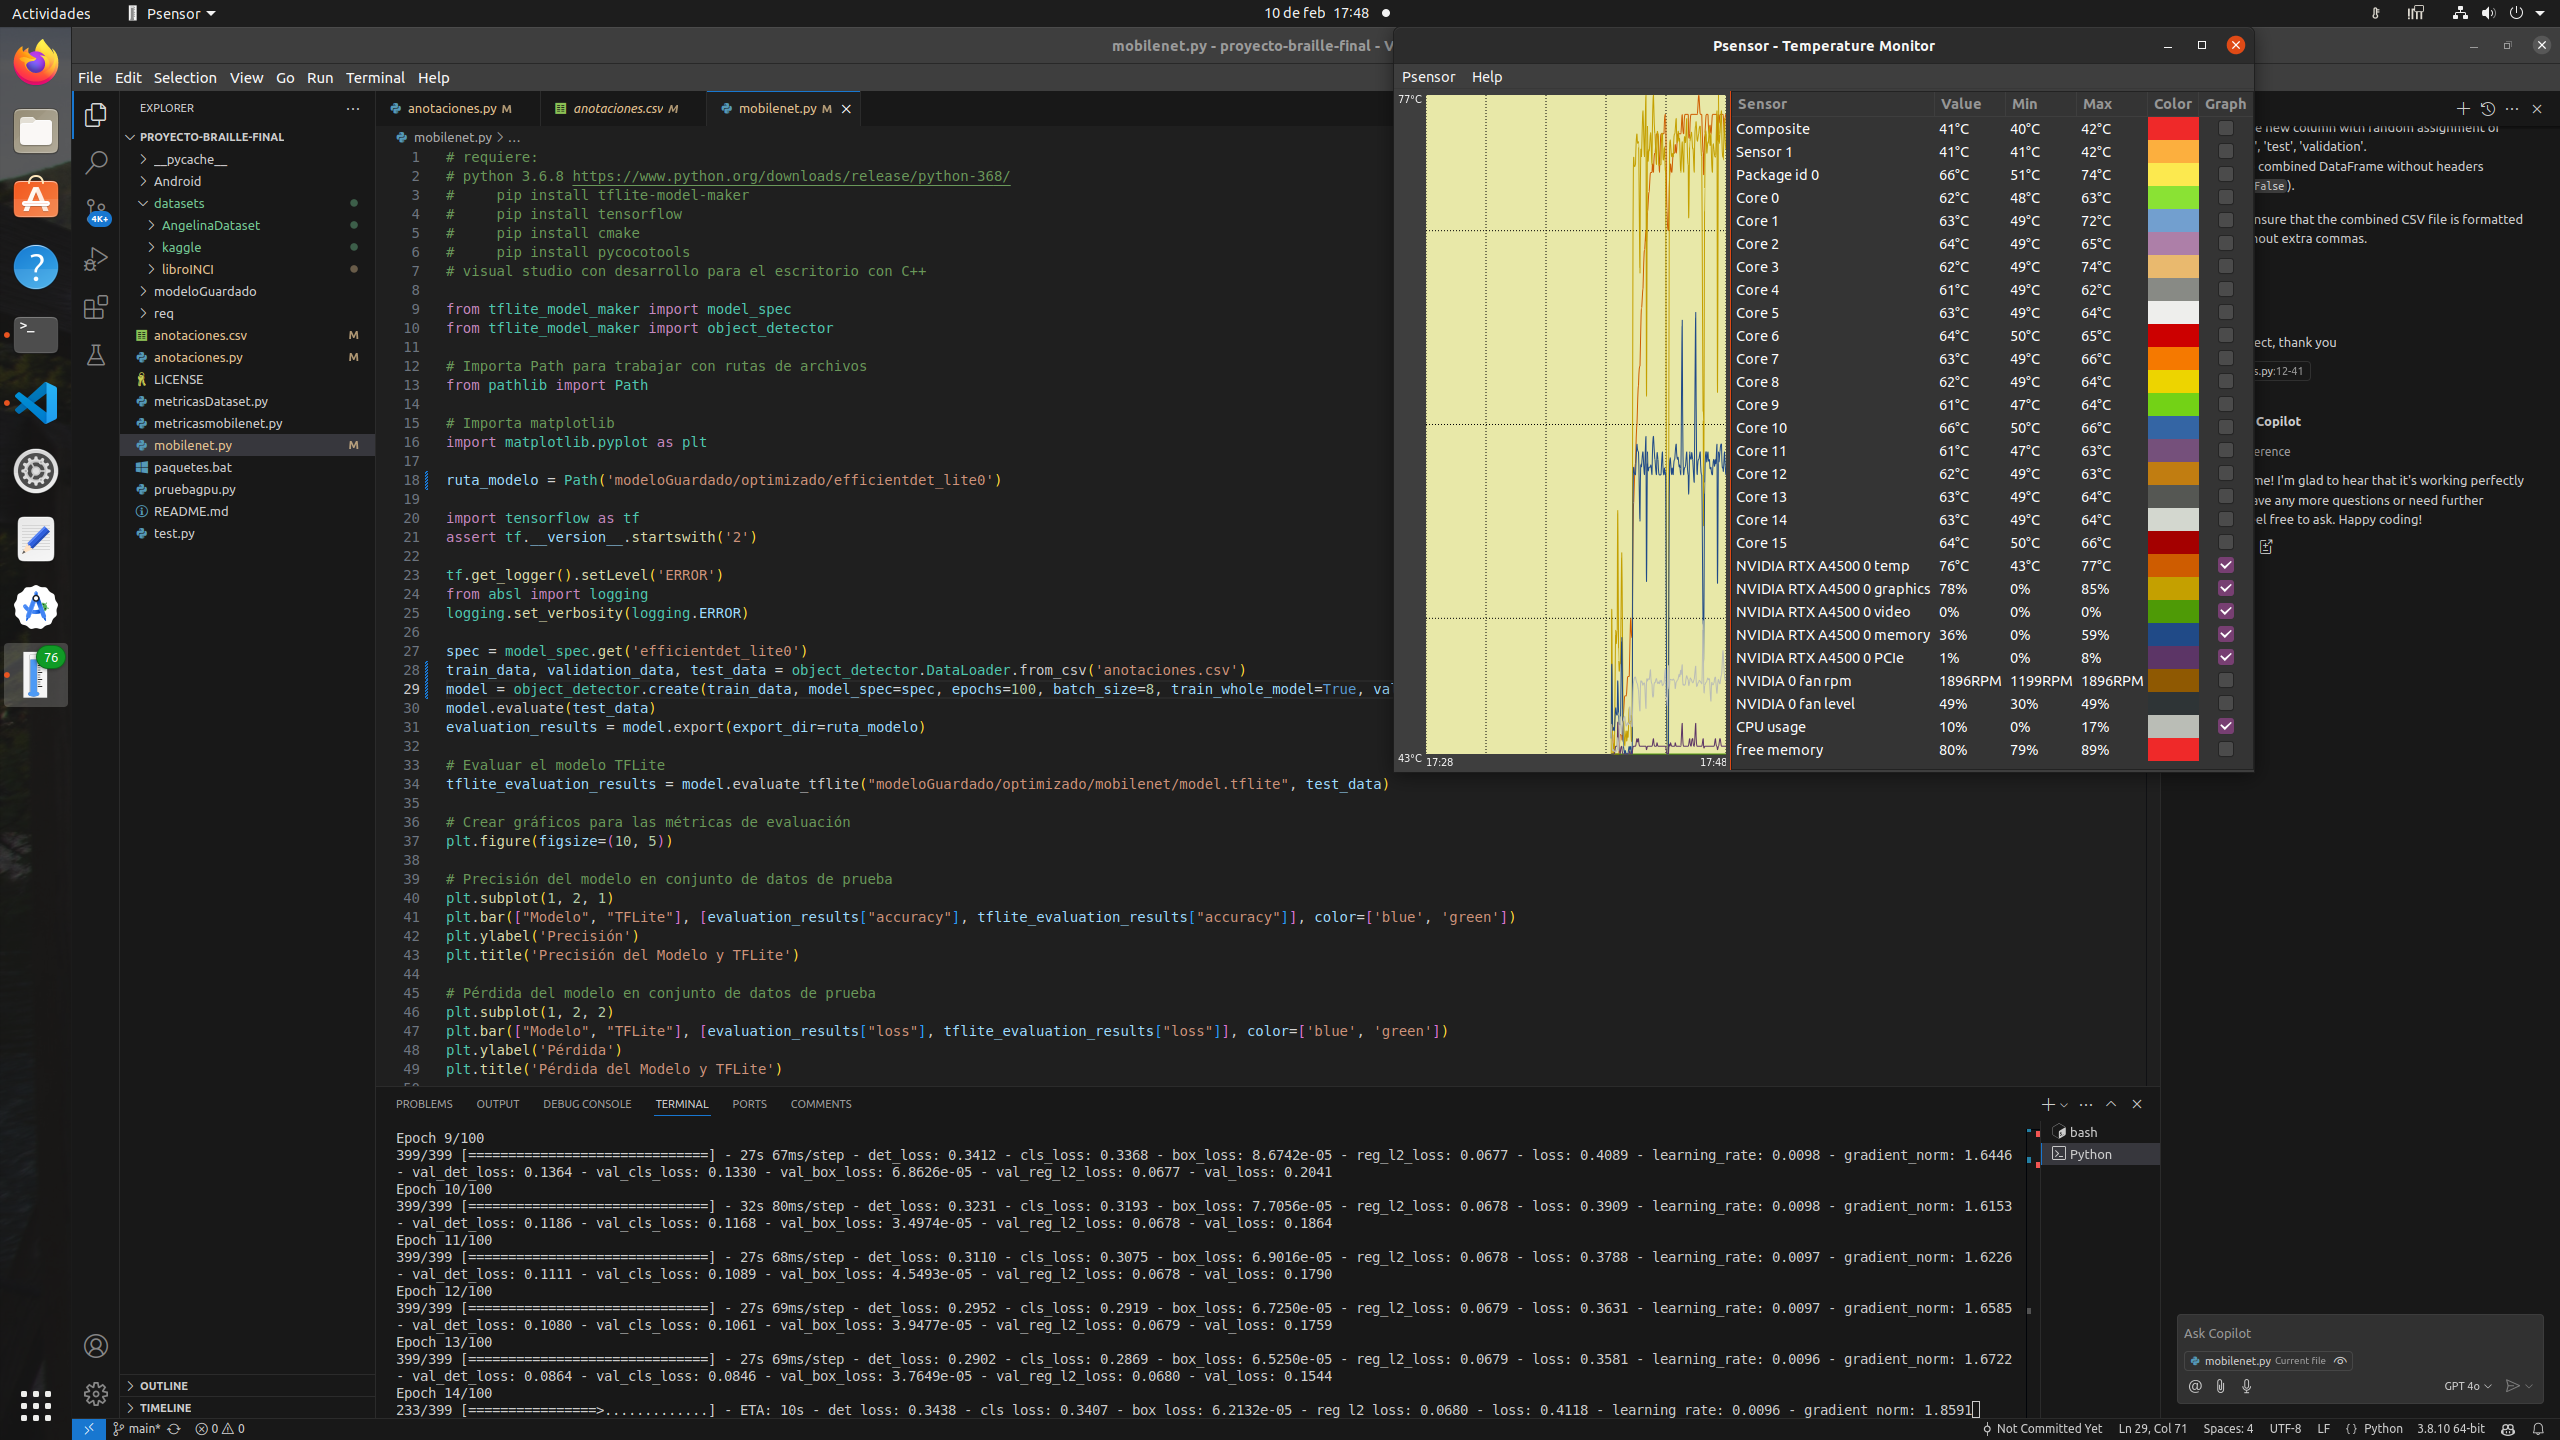 Actividades
Psensor
10 de feb 17:48
mobilenet.py - proyecto-braille-final - V
File Edit Selection View Go Run Terminal Help
EXPLORER
PROYECTO-BRAILLE-FINAL
__pycache__
Android
datasets
AngelinaDataset
kaggle
libroINCI
modeloGuardado
req
anotaciones.csv M
anotaciones.py M
LICENSE
metricasDataset.py
metricasmobilenet.py
mobilenet.py M
paquetes.bat
pruebagpu.py
README.md
test.py
OUTLINE
TIMELINE
4K+
76
anotaciones.py M
anotaciones.csv M
mobilenet.py M
mobilenet.py > ...
1 # requiere:
2 # python 3.6.8 https://www.python.org/downloads/release/python-368/
3 #     pip install tflite-model-maker
4 #     pip install tensorflow
5 #     pip install cmake
6 #     pip install pycocotools
7 # visual studio con desarrollo para el escritorio con C++
8
9 from tflite_model_maker import model_spec
10 from tflite_model_maker import object_detector
11
12 # Importa Path para trabajar con rutas de archivos
13 from pathlib import Path
14
15 # Importa matplotlib
16 import matplotlib.pyplot as plt
17
18 ruta_modelo = Path('modeloGuardado/optimizado/efficientdet_lite0')
19
20 import tensorflow as tf
21 assert tf.__version__.startswith('2')
22
23 tf.get_logger().setLevel('ERROR')
24 from absl import logging
25 logging.set_verbosity(logging.ERROR)
26
27 spec = model_spec.get('efficientdet_lite0')
28 train_data, validation_data, test_data = object_detector.DataLoader.from_csv('anotaciones.csv')
29 model = object_detector.create(train_data, model_spec=spec, epochs=100, batch_size=8, train_whole_model=True, val
30 model.evaluate(test_data)
31 evaluation_results = model.export(export_dir=ruta_modelo)
32
33 # Evaluar el modelo TFLite
34 tflite_evaluation_results = model.evaluate_tflite("modeloGuardado/optimizado/mobilenet/model.tflite", test_data)
35
36 # Crear gráficos para las métricas de evaluación
37 plt.figure(figsize=(10, 5))
38
39 # Precisión del modelo en conjunto de datos de prueba
40 plt.subplot(1, 2, 1)
41 plt.bar(["Modelo", "TFLite"], [evaluation_results["accuracy"], tflite_evaluation_results["accuracy"]], color=['blue', 'green'])
42 plt.ylabel('Precisión')
43 plt.title('Precisión del Modelo y TFLite')
44
45 # Pérdida del modelo en conjunto de datos de prueba
46 plt.subplot(1, 2, 2)
47 plt.bar(["Modelo", "TFLite"], [evaluation_results["loss"], tflite_evaluation_results["loss"]], color=['blue', 'green'])
48 plt.ylabel('Pérdida')
49 plt.title('Pérdida del Modelo y TFLite')
Psensor - Temperature Monitor
Psensor Help
77°C
43°C
17:28 17:48
Sensor Value Min Max Color Graph
Composite 41°C 40°C 42°C
Sensor 1 41°C 41°C 42°C
Package id 0 66°C 51°C 74°C
Core 0 62°C 48°C 63°C
Core 1 63°C 49°C 72°C
Core 2 64°C 49°C 65°C
Core 3 62°C 49°C 74°C
Core 4 61°C 49°C 62°C
Core 5 63°C 49°C 64°C
Core 6 64°C 50°C 65°C
Core 7 63°C 49°C 66°C
Core 8 62°C 49°C 64°C
Core 9 61°C 47°C 64°C
Core 10 66°C 50°C 66°C
Core 11 61°C 47°C 63°C
Core 12 62°C 49°C 63°C
Core 13 63°C 49°C 64°C
Core 14 63°C 49°C 64°C
Core 15 64°C 50°C 66°C
NVIDIA RTX A4500 0 temp 76°C 43°C 77°C
NVIDIA RTX A4500 0 graphics 78% 0% 85%
NVIDIA RTX A4500 0 video 0% 0% 0%
NVIDIA RTX A4500 0 memory 36% 0% 59%
NVIDIA RTX A4500 0 PCIe 1% 0% 8%
NVIDIA 0 fan rpm 1896RPM 1199RPM 1896RPM
NVIDIA 0 fan level 49% 30% 49%
CPU usage 10% 0% 17%
free memory 80% 79% 89%
e new column with random assignment of
', 'test', 'validation'.
combined DataFrame without headers
False).
nsure that the combined CSV file is formatted
hout extra commas.
ect, thank you
s.py:12-41
Copilot
erence
me! I'm glad to hear that it's working perfectly
ave any more questions or need further
el free to ask. Happy coding!
PROBLEMS OUTPUT DEBUG CONSOLE TERMINAL PORTS COMMENTS
bash
Python
Epoch 9/100
399/399 [==============================] - 27s 67ms/step - det_loss: 0.3412 - cls_loss: 0.3368 - box_loss: 8.6742e-05 - reg_l2_loss: 0.0677 - loss: 0.4089 - learning_rate: 0.0098 - gradient_norm: 1.6446
- val_det_loss: 0.1364 - val_cls_loss: 0.1330 - val_box_loss: 6.8626e-05 - val_reg_l2_loss: 0.0677 - val_loss: 0.2041
Epoch 10/100
399/399 [==============================] - 32s 80ms/step - det_loss: 0.3231 - cls_loss: 0.3193 - box_loss: 7.7056e-05 - reg_l2_loss: 0.0678 - loss: 0.3909 - learning_rate: 0.0098 - gradient_norm: 1.6153
- val_det_loss: 0.1186 - val_cls_loss: 0.1168 - val_box_loss: 3.4974e-05 - val_reg_l2_loss: 0.0678 - val_loss: 0.1864
Epoch 11/100
399/399 [==============================] - 27s 68ms/step - det_loss: 0.3110 - cls_loss: 0.3075 - box_loss: 6.9016e-05 - reg_l2_loss: 0.0678 - loss: 0.3788 - learning_rate: 0.0097 - gradient_norm: 1.6226
- val_det_loss: 0.1111 - val_cls_loss: 0.1089 - val_box_loss: 4.5493e-05 - val_reg_l2_loss: 0.0678 - val_loss: 0.1790
Epoch 12/100
399/399 [==============================] - 27s 69ms/step - det_loss: 0.2952 - cls_loss: 0.2919 - box_loss: 6.7250e-05 - reg_l2_loss: 0.0679 - loss: 0.3631 - learning_rate: 0.0097 - gradient_norm: 1.6585
- val_det_loss: 0.1080 - val_cls_loss: 0.1061 - val_box_loss: 3.9477e-05 - val_reg_l2_loss: 0.0679 - val_loss: 0.1759
Epoch 13/100
399/399 [==============================] - 27s 69ms/step - det_loss: 0.2902 - cls_loss: 0.2869 - box_loss: 6.5250e-05 - reg_l2_loss: 0.0679 - loss: 0.3581 - learning_rate: 0.0096 - gradient_norm: 1.6722
- val_det_loss: 0.0864 - val_cls_loss: 0.0846 - val_box_loss: 3.7649e-05 - val_reg_l2_loss: 0.0680 - val_loss: 0.1544
Epoch 14/100
233/399 [================>.............] - ETA: 10s - det_loss: 0.3438 - cls_loss: 0.3407 - box_loss: 6.2132e-05 - reg_l2_loss: 0.0680 - loss: 0.4118 - learning_rate: 0.0096 - gradient_norm: 1.8591
Ask Copilot
mobilenet.py Current file
GPT 4o
main* 0 0
Not Committed Yet Ln 29, Col 71 Spaces: 4 UTF-8 LF { } Python 3.8.10 64-bit